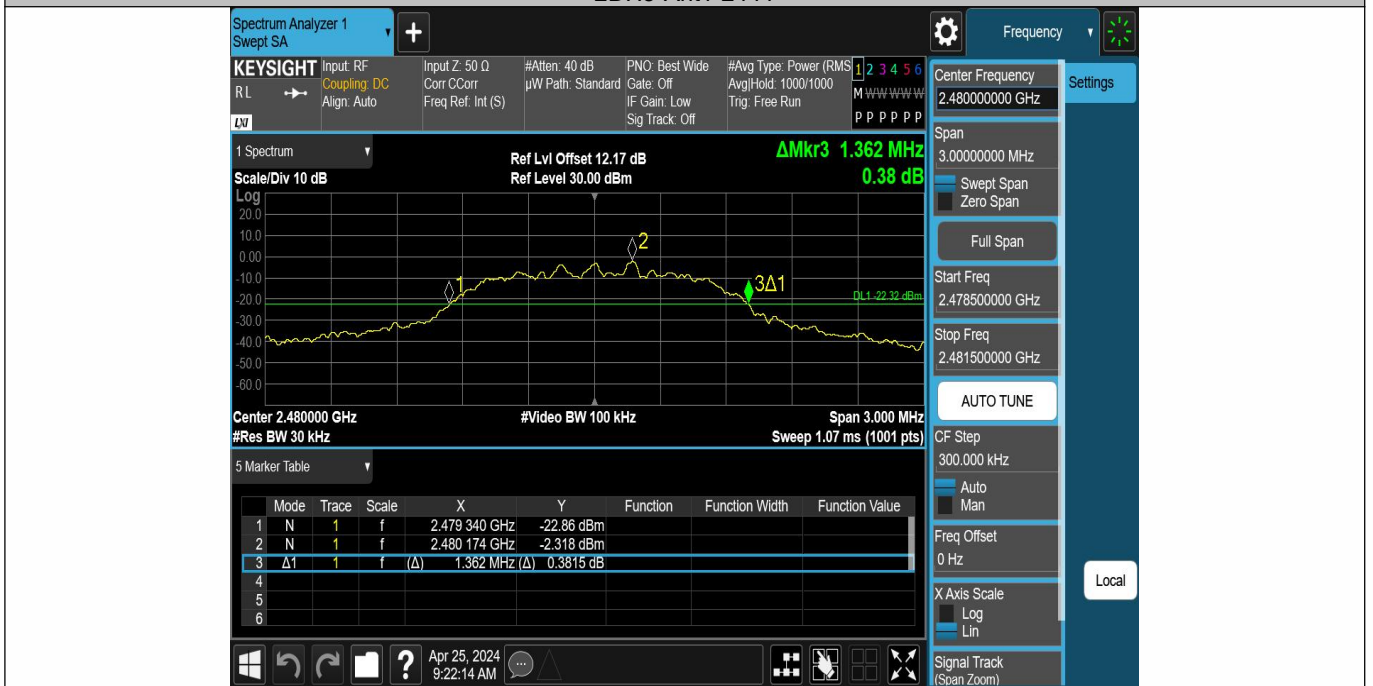 Spectrum Analyzer 1
Swept SA
+
Frequency
KEYSIGHT
RL
LXI
Input: RF
Coupling: DC
Align: Auto
Input Z: 50 Ω
Corr CCorr
Freq Ref: Int (S)
#Atten: 40 dB
µW Path: Standard
PNO: Best Wide
Gate: Off
IF Gain: Low
Sig Track: Off
#Avg Type: Power (RMS
Avg|Hold: 1000/1000
Trig: Free Run
1 2 3 4 5 6
M W W W W W
P P P P P P
1 Spectrum
Scale/Div 10 dB
Ref Lvl Offset 12.17 dB
Ref Level 30.00 dBm
ΔMkr3 1.362 MHz
0.38 dB
Log
20.0
10.0
0.00
-10.0
-20.0
-30.0
-40.0
-50.0
-60.0
1
2
3Δ1
DL1 -22.32 dBm
Center 2.480000 GHz
#Res BW 30 kHz
#Video BW 100 kHz
Span 3.000 MHz
Sweep 1.07 ms (1001 pts)
5 Marker Table
Mode Trace Scale X Y Function Function Width Function Value
1 N 1 f 2.479 340 GHz -22.86 dBm
2 N 1 f 2.480 174 GHz -2.318 dBm
3 Δ1 1 f (Δ) 1.362 MHz (Δ) 0.3815 dB
4
5
6
?
Apr 25, 2024
9:22:14 AM
Center Frequency
2.480000000 GHz
Span
3.00000000 MHz
Swept Span
Zero Span
Full Span
Start Freq
2.478500000 GHz
Stop Freq
2.481500000 GHz
AUTO TUNE
CF Step
300.000 kHz
Auto
Man
Freq Offset
0 Hz
X Axis Scale
Log
Lin
Signal Track
(Span Zoom)
Settings
Local